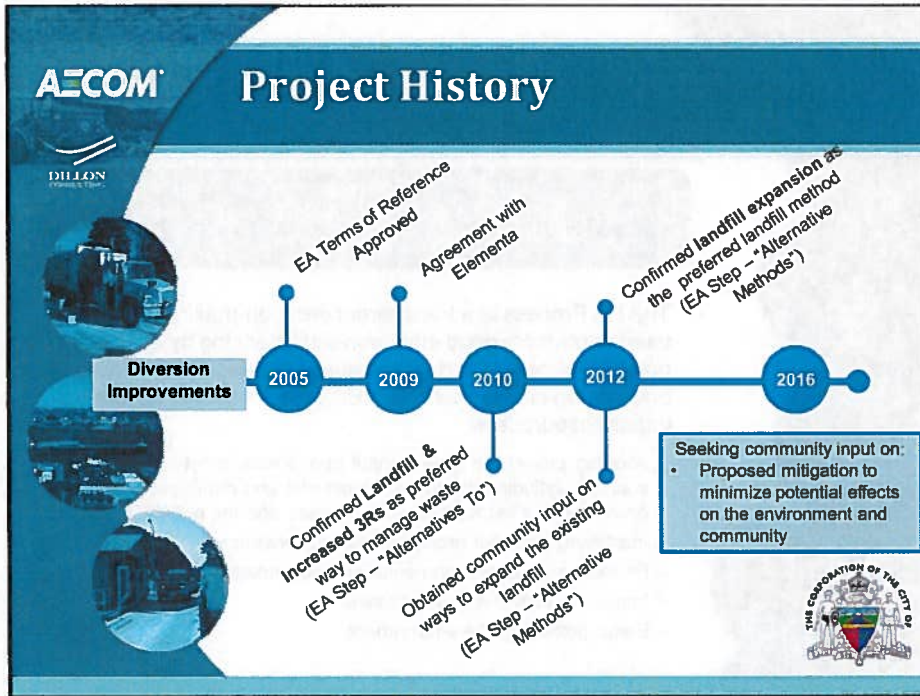 AECOM
Project History
DILLON
CONSULTING
EA Terms of Reference
Approved
Agreement with
Elementa
Confirmed landfill expansion as
the preferred landfill method
(EA Step – "Alternative
Methods")
Diversion
Improvements
2005
2009
2010
2012
2016
Confirmed Landfill &
Increased 3Rs as preferred
way to manage waste
(EA Step – "Alternatives To")
Obtained community input on
ways to expand the existing
landfill
(EA Step – "Alternative
Methods")
Seeking community input on:
• Proposed mitigation to
minimize potential effects
on the environment and
community
THE CORPORATION OF THE CITY OF